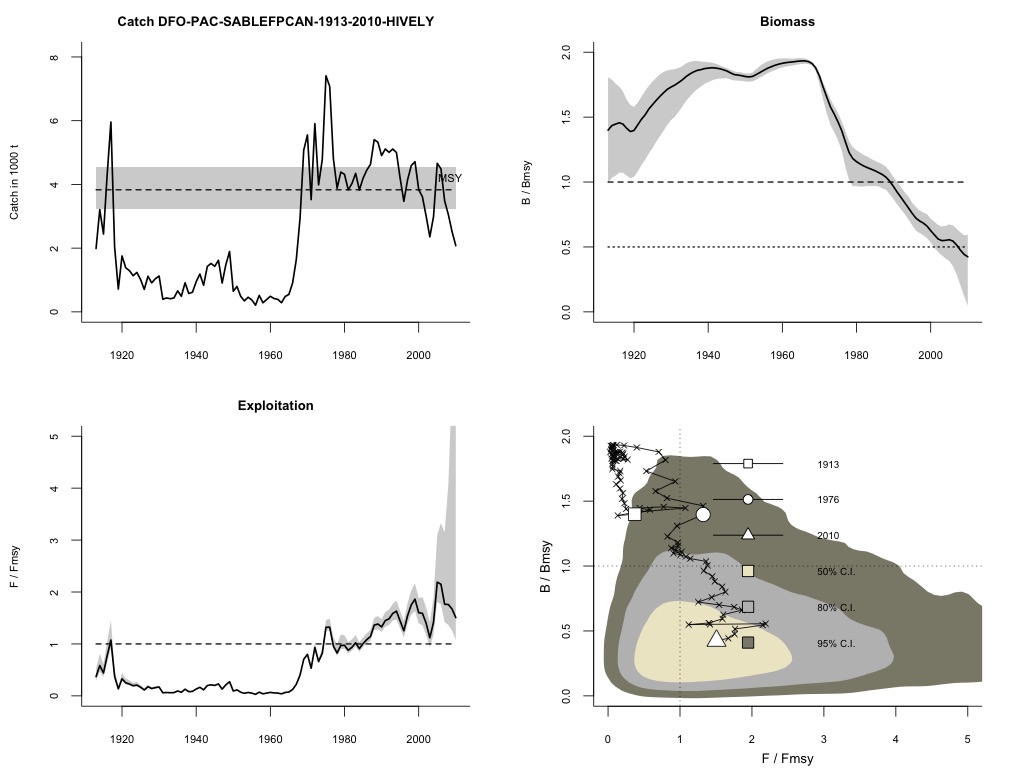 Catch DFO-PAC-SABLEFPCAN-1913-2010-HIVELY
Catch in 1000 t
8
6
4
2
0
MSY
1920 1940 1960 1980 2000
Biomass
B / Bmsy
2.0
1.5
1.0
0.5
0.0
1920 1940 1960 1980 2000
Exploitation
F / Fmsy
5
4
3
2
1
0
1920 1940 1960 1980 2000
B / Bmsy
2.0
1.5
1.0
0.5
0.0
1913
1976
2010
50% C.I.
80% C.I.
95% C.I.
0 1 2 3 4 5
F / Fmsy